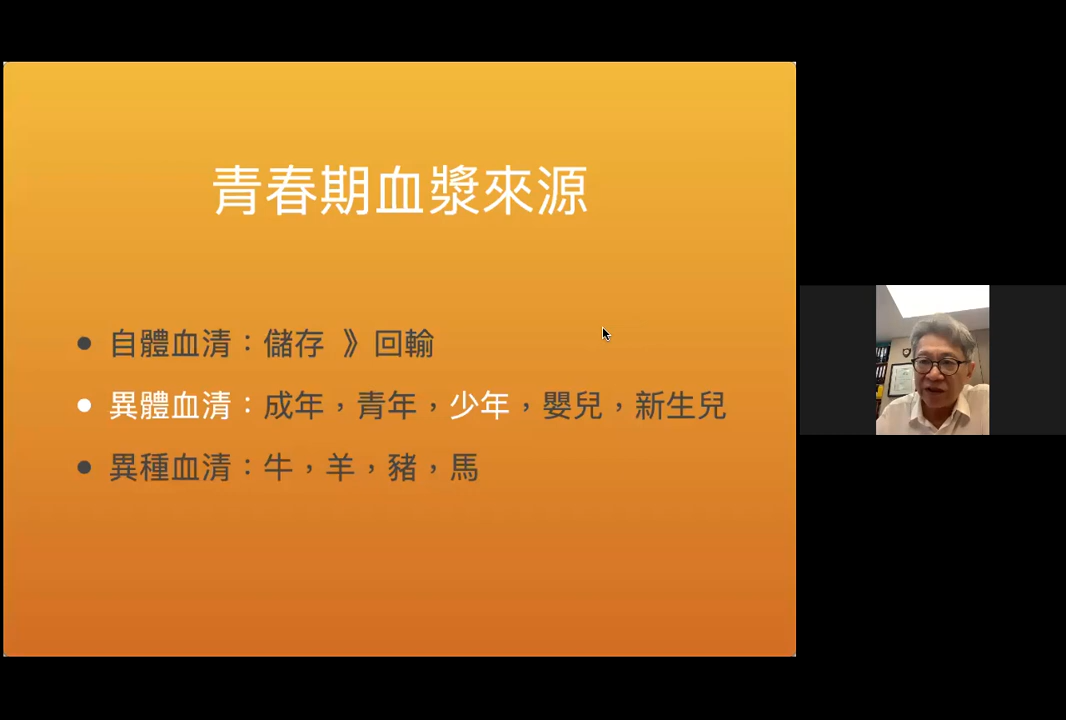 青春期血漿來源
• 自體血清：儲存 》回輸
• 異體血清：成年，青年，少年，嬰兒，新生兒
• 異種血清：牛，羊，豬，馬